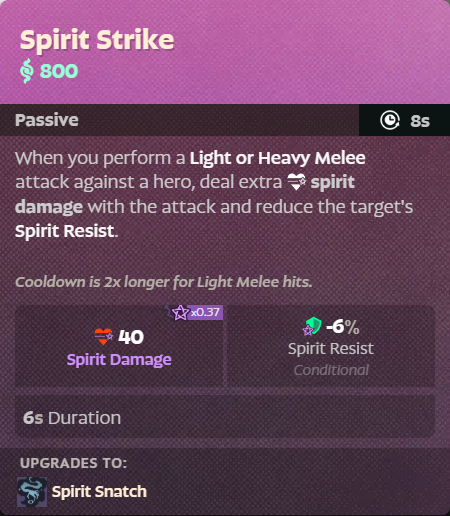 Spirit Strike
800
Passive
8s
When you perform a Light or Heavy Melee
attack against a hero, deal extra spirit
damage with the attack and reduce the target's
Spirit Resist.
Cooldown is 2x longer for Light Melee hits.
x0.37
40
Spirit Damage
-6%
Spirit Resist
Conditional
6s Duration
UPGRADES TO:
Spirit Snatch